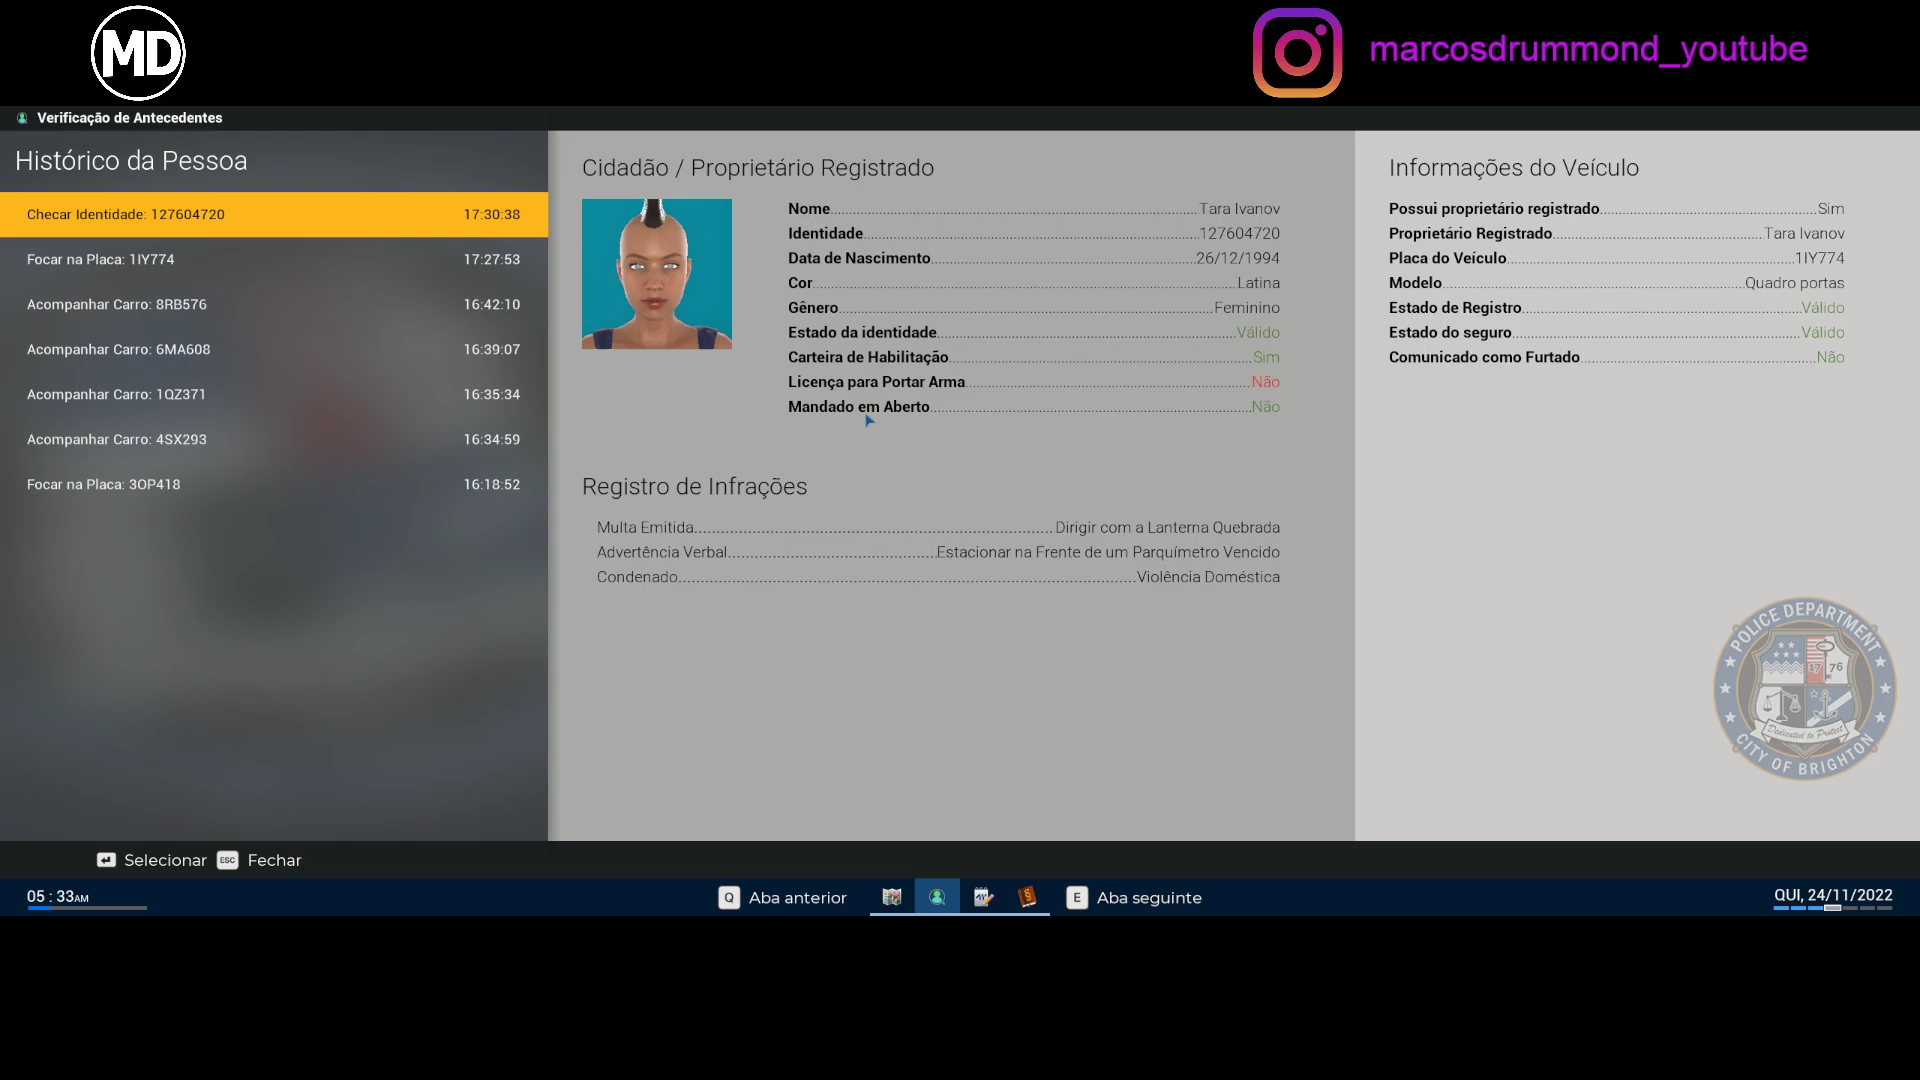 MD
marcosdrummond_youtube
Verificação de Antecedentes
Histórico da Pessoa
Checar Identidade: 127604720 17:30:38
Focar na Placa: 1IY774 17:27:53
Acompanhar Carro: 8RB576 16:42:10
Acompanhar Carro: 6MA608 16:39:07
Acompanhar Carro: 1QZ371 16:35:34
Acompanhar Carro: 4SX293 16:34:59
Focar na Placa: 3OP418 16:18:52
Cidadão / Proprietário Registrado
Nome Tara Ivanov
Identidade 127604720
Data de Nascimento 26/12/1994
Cor Latina
Gênero Feminino
Estado da identidade Válido
Carteira de Habilitação Sim
Licença para Portar Arma Não
Mandado em Aberto Não
Registro de Infrações
Multa Emitida Dirigir com a Lanterna Quebrada
Advertência Verbal Estacionar na Frente de um Parquímetro Vencido
Condenado Violência Doméstica
Informações do Veículo
Possui proprietário registrado Sim
Proprietário Registrado Tara Ivanov
Placa do Veículo 1IY774
Modelo Quadro portas
Estado de Registro Válido
Estado do seguro Válido
Comunicado como Furtado Não
POLICE DEPARTMENT
17 76
Dedicated to Protect
CITY OF BRIGHTON
Selecionar ESC Fechar
05 : 33AM
Q Aba anterior
E Aba seguinte
QUI, 24/11/2022